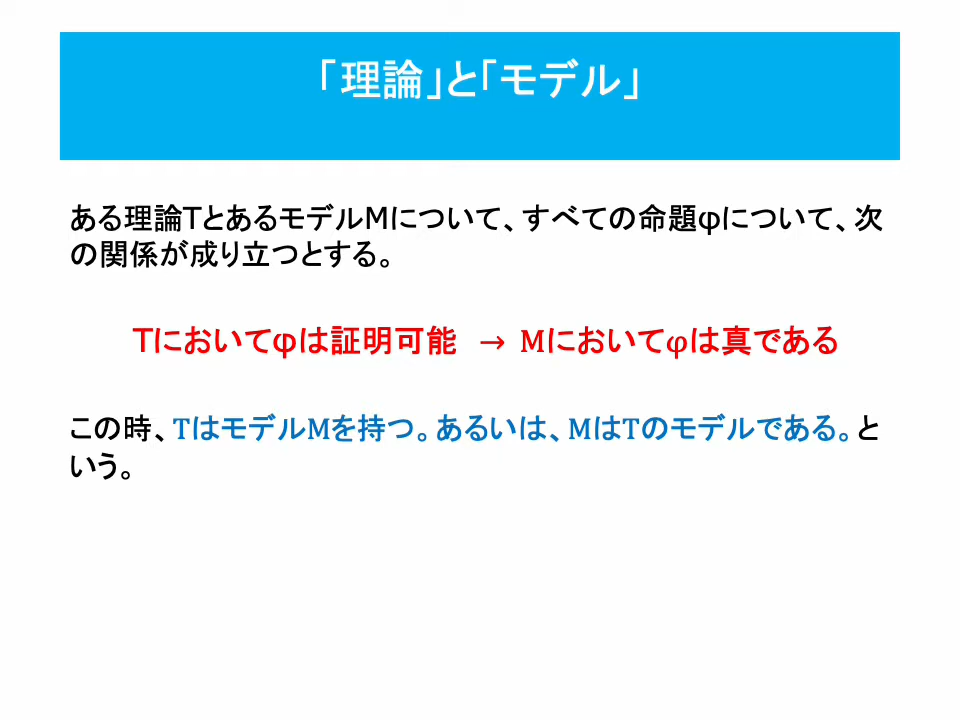 「理論」と「モデル」
ある理論TとあるモデルMについて、すべての命題φについて、次
の関係が成り立つとする。
Tにおいてφは証明可能 → Mにおいてφは真である
この時、TはモデルMを持つ。あるいは、MはTのモデルである。と
いう。